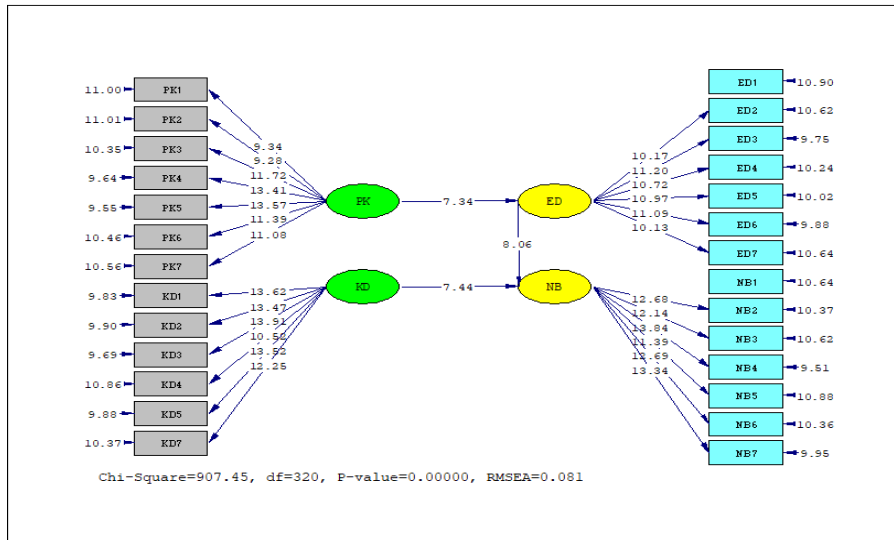 11.00 PK1
11.01 PK2
10.35 PK3
9.64 PK4
9.55 PK5
10.46 PK6
10.56 PK7
9.83 KD1
9.90 KD2
9.69 KD3
10.86 KD4
9.88 KD5
10.37 KD7
9.34
9.28
11.72
13.41
13.57
11.39
11.08
13.62
13.47
13.91
10.52
13.52
12.25
PK
KD
7.34
8.06
7.44
ED
NB
10.17
11.20
10.72
10.97
11.09
10.13
12.68
12.14
13.84
11.39
12.69
13.34
ED1 10.90
ED2 10.62
ED3 9.75
ED4 10.24
ED5 10.02
ED6 9.88
ED7 10.64
NB1 10.64
NB2 10.37
NB3 10.62
NB4 9.51
NB5 10.88
NB6 10.36
NB7 9.95
Chi-Square=907.45, df=320, P-value=0.00000, RMSEA=0.081